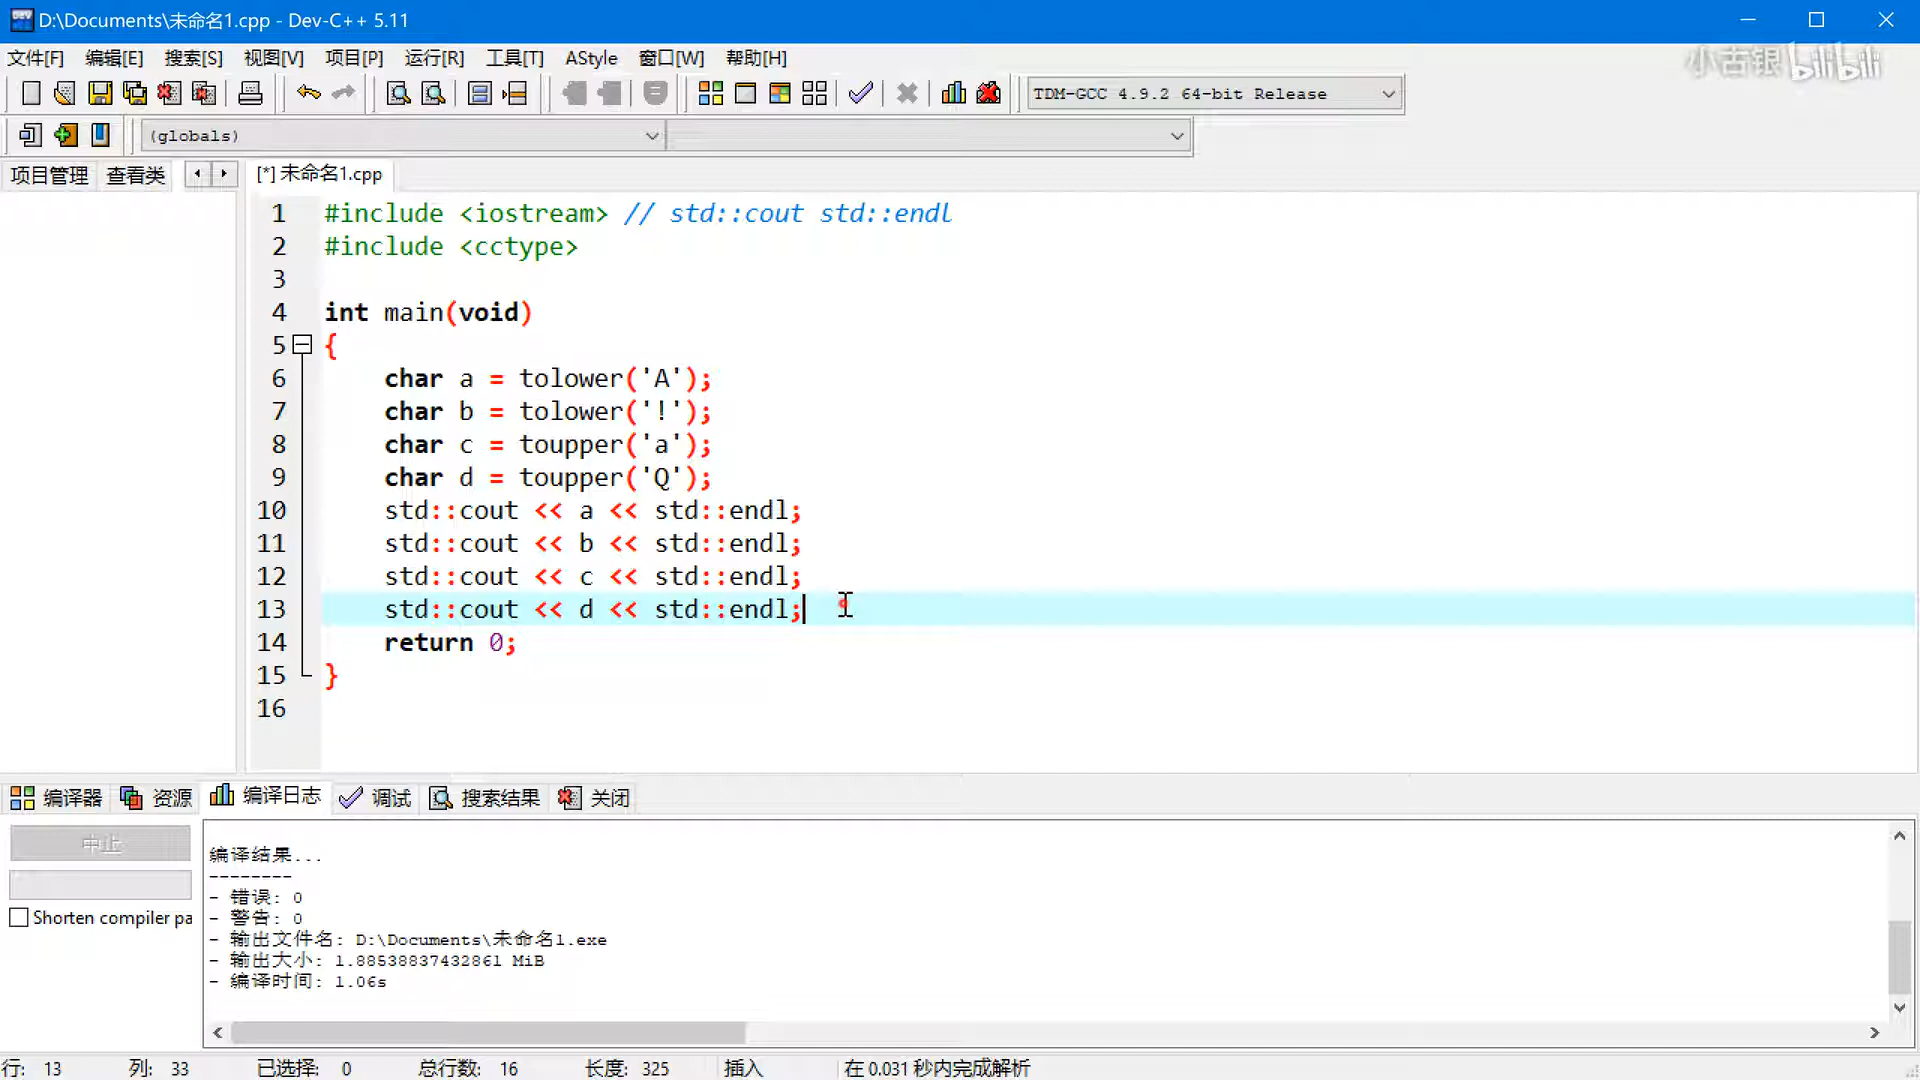 D:\Documents\未命名1.cpp - Dev-C++ 5.11
文件[F] 编辑[E] 搜索[S] 视图[V] 项目[P] 运行[R] 工具[T] AStyle 窗口[W] 帮助[H]
小古银 bilibili
TDM-GCC 4.9.2 64-bit Release
(globals)
项目管理 查看类 [*] 未命名1.cpp
1 #include <iostream> // std::cout std::endl
2 #include <cctype>
3
4 int main(void)
5 {
6 char a = tolower('A');
7 char b = tolower('!');
8 char c = toupper('a');
9 char d = toupper('Q');
10 std::cout << a << std::endl;
11 std::cout << b << std::endl;
12 std::cout << c << std::endl;
13 std::cout << d << std::endl;
14 return 0;
15 }
16
编译器 资源 编译日志 调试 搜索结果 关闭
中止
Shorten compiler pa
编译结果...
--------
- 错误: 0
- 警告: 0
- 输出文件名: D:\Documents\未命名1.exe
- 输出大小: 1.88538837432861 MiB
- 编译时间: 1.06s
行: 13 列: 33 已选择: 0 总行数: 16 长度: 325 插入 在 0.031 秒内完成解析